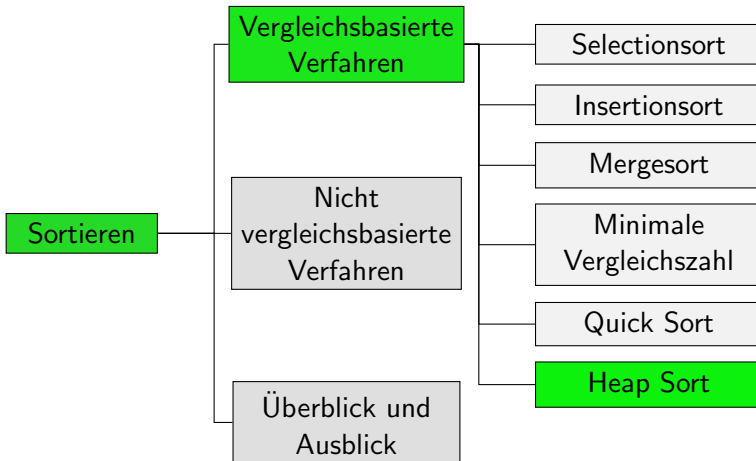 Sortieren
Vergleichsbasierte
Verfahren
Nicht
vergleichsbasierte
Verfahren
Überblick und
Ausblick
Selectionsort
Insertionsort
Mergesort
Minimale
Vergleichszahl
Quick Sort
Heap Sort